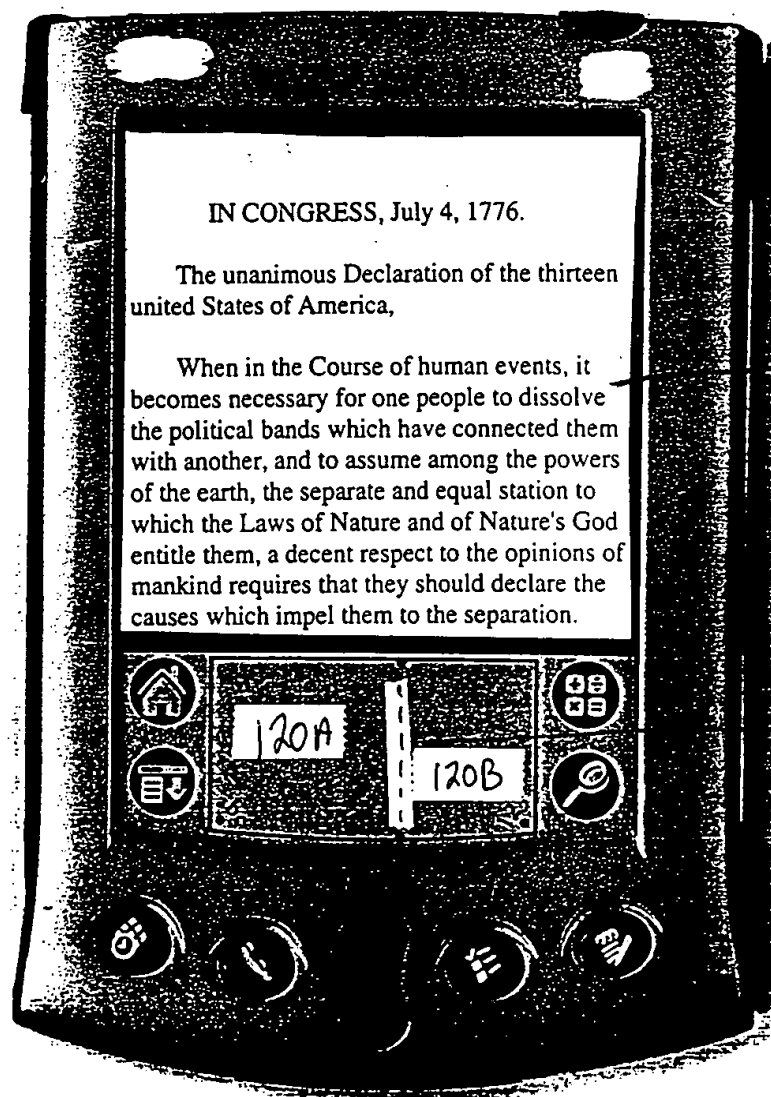 IN CONGRESS, July 4, 1776.
The unanimous Declaration of the thirteen
united States of America,
When in the Course of human events, it
becomes necessary for one people to dissolve
the political bands which have connected them
with another, and to assume among the powers
of the earth, the separate and equal station to
which the Laws of Nature and of Nature's God
entitle them, a decent respect to the opinions of
mankind requires that they should declare the
causes which impel them to the separation.
120A
120B